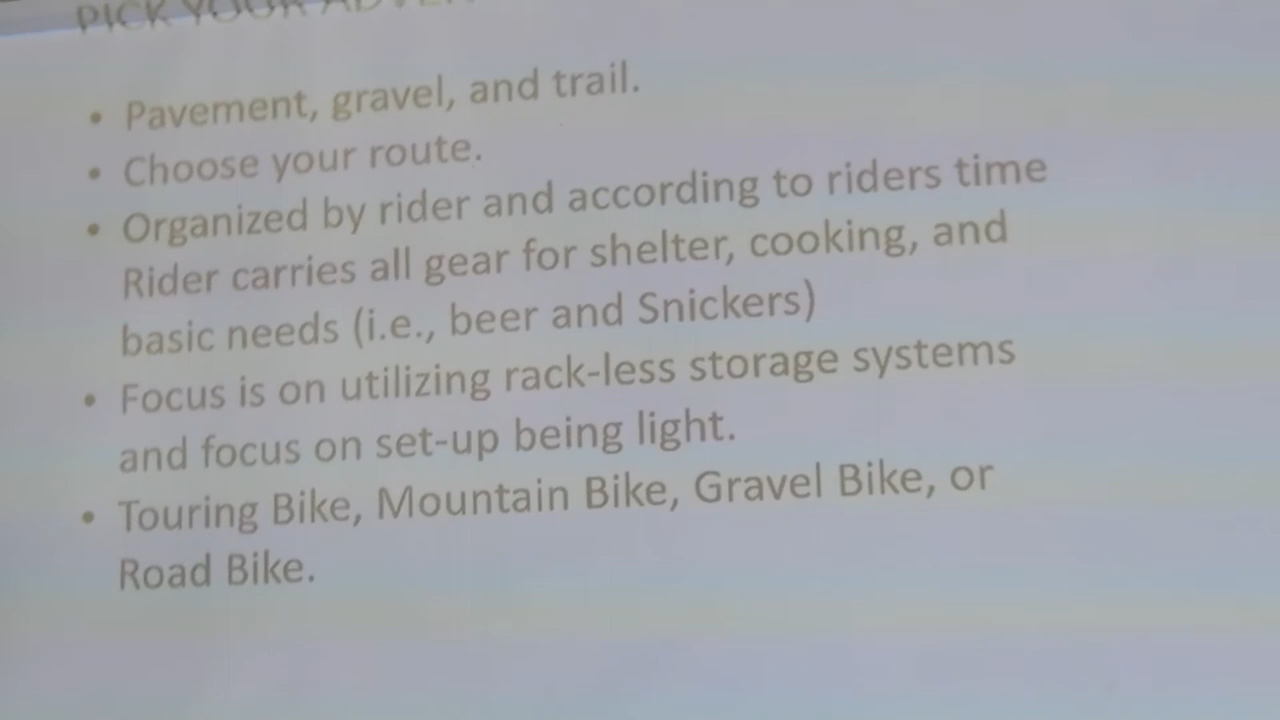 PICK YOUR
• Pavement, gravel, and trail.
• Choose your route.
• Organized by rider and according to riders time
Rider carries all gear for shelter, cooking, and
basic needs (i.e., beer and Snickers)
• Focus is on utilizing rack-less storage systems
and focus on set-up being light.
• Touring Bike, Mountain Bike, Gravel Bike, or
Road Bike.